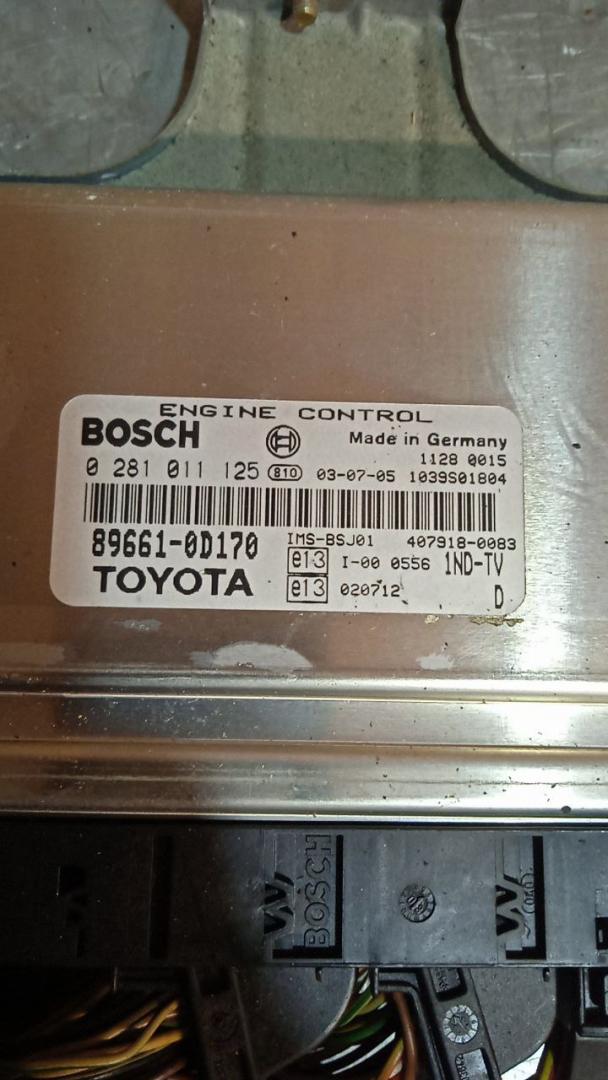 ENGINE CONTROL
BOSCH
Made in Germany
1128 0015
0 281 011 125 810 03-07-05 1039S01804
89661-0D170
IMS-BSJ01 407918-0083
e13 I-00 0556 1ND-TV
TOYOTA
e13 020712 D
BOSCH